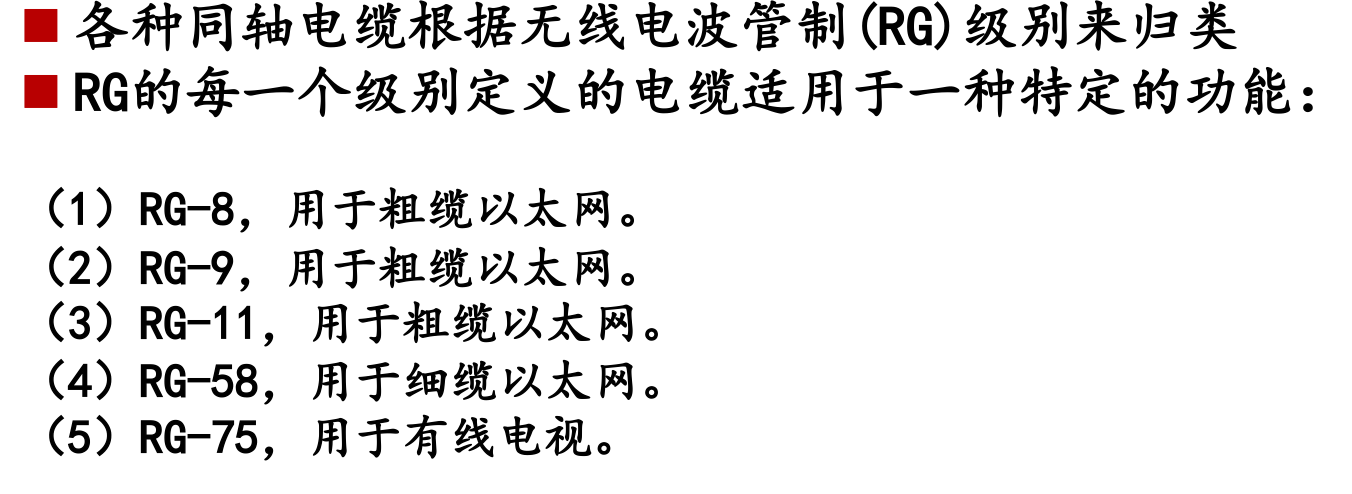 ■ 各种同轴电缆根据无线电波管制(RG)级别来归类
■ RG的每一个级别定义的电缆适用于一种特定的功能：
（1）RG-8，用于粗缆以太网。
（2）RG-9，用于粗缆以太网。
（3）RG-11，用于粗缆以太网。
（4）RG-58，用于细缆以太网。
（5）RG-75，用于有线电视。